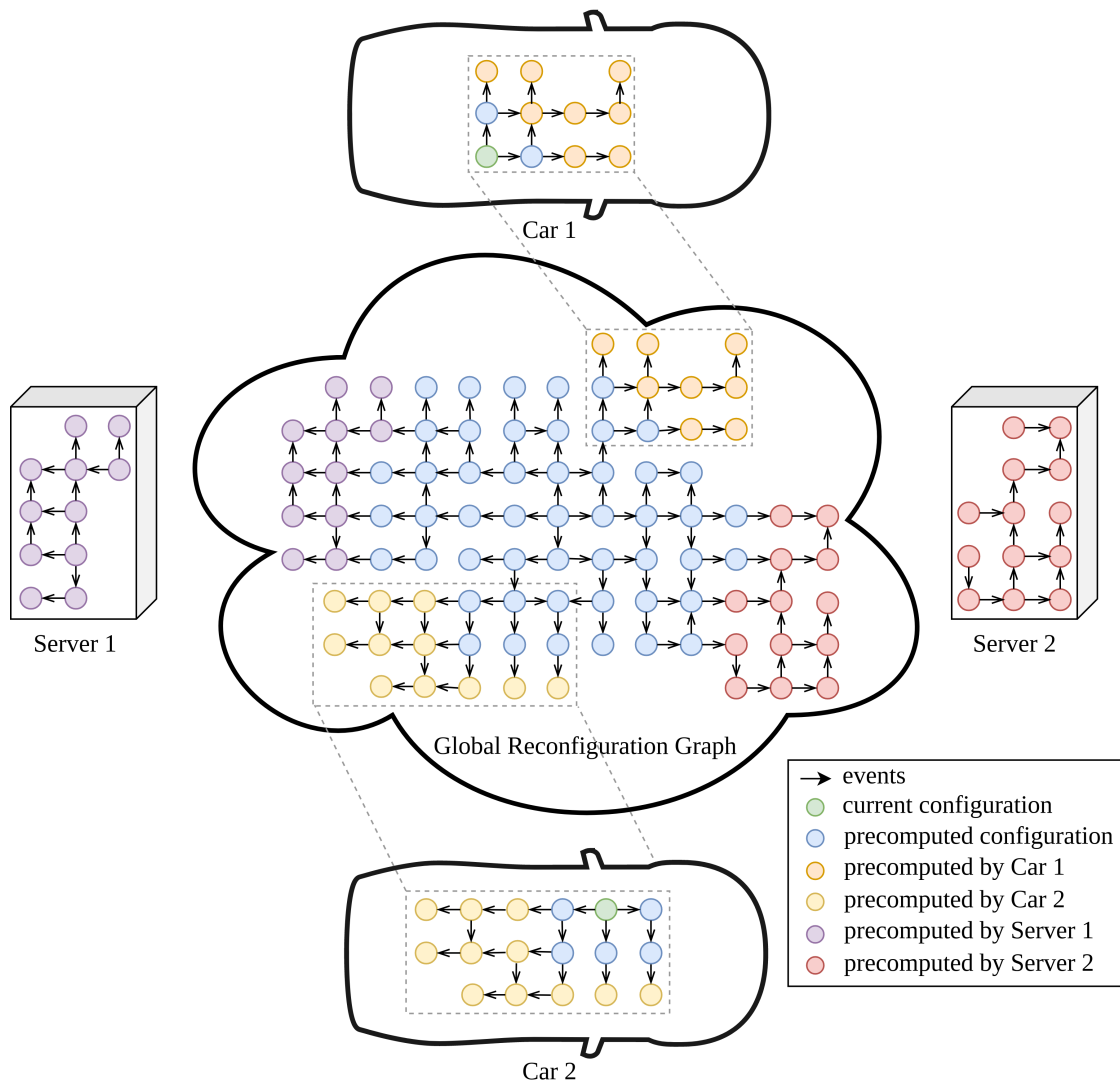 Car 1
Server 1
Server 2
Global Reconfiguration Graph
events
current configuration
precomputed configuration
precomputed by Car 1
precomputed by Car 2
precomputed by Server 1
precomputed by Server 2
Car 2